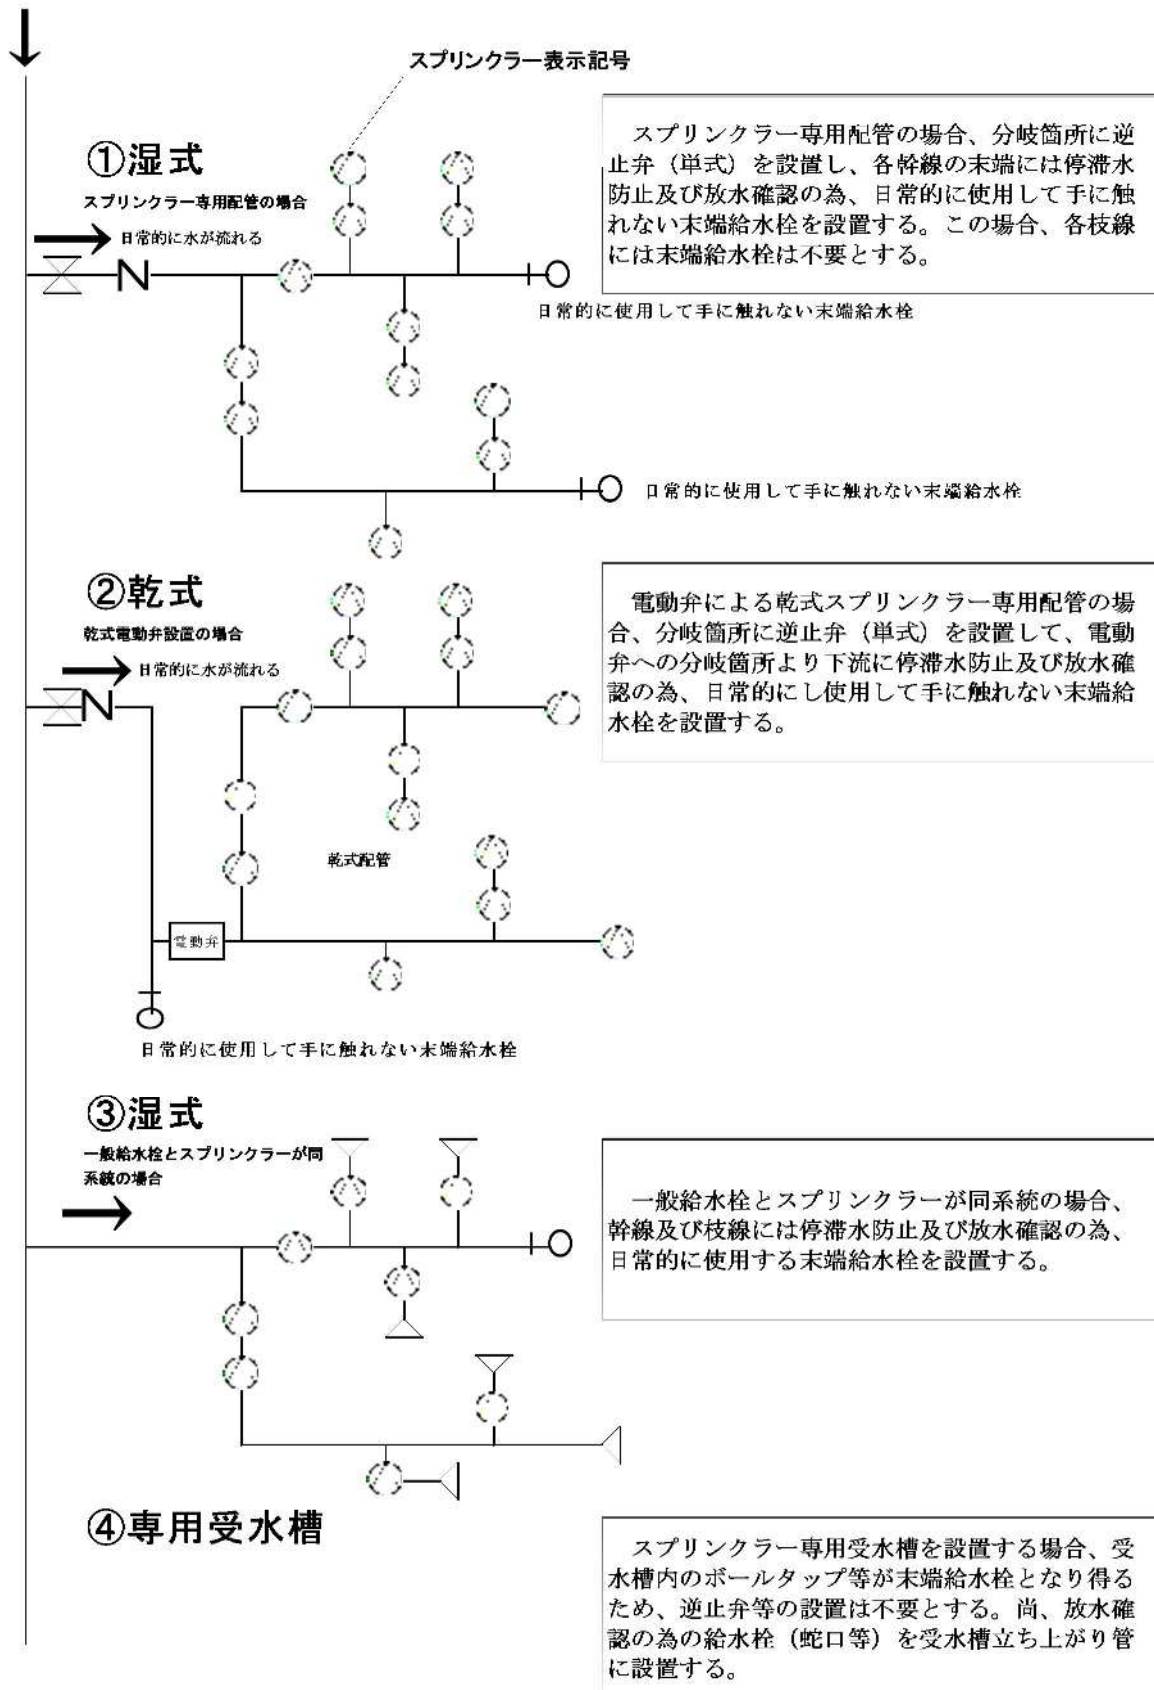 スプリンクラー表示記号
①湿式
スプリンクラー専用配管の場合
日常的に水が流れる
N
スプリンクラー専用配管の場合、分岐箇所に逆
止弁（単式）を設置し、各幹線の末端には停滞水
防止及び放水確認の為、日常的に使用して手に触
れない末端給水栓を設置する。この場合、各枝線
には末端給水栓は不要とする。
日常的に使用して手に触れない末端給水栓
日常的に使用して手に触れない末端給水栓
②乾式
乾式電動弁設置の場合
日常的に水が流れる
N
電動弁による乾式スプリンクラー専用配管の場
合、分岐箇所に逆止弁（単式）を設置して、電動
弁への分岐箇所より下流に停滞水防止及び放水確
認の為、日常的にし使用して手に触れない末端給
水栓を設置する。
乾式配管
電動弁
日常的に使用して手に触れない末端給水栓
③湿式
一般給水栓とスプリンクラーが同
系統の場合
一般給水栓とスプリンクラーが同系統の場合、
幹線及び枝線には停滞水防止及び放水確認の為、
日常的に使用する末端給水栓を設置する。
④専用受水槽
スプリンクラー専用受水槽を設置する場合、受
水槽内のボールタップ等が末端給水栓となり得る
ため、逆止弁等の設置は不要とする。尚、放水確
認の為の給水栓（蛇口等）を受水槽立ち上がり管
に設置する。